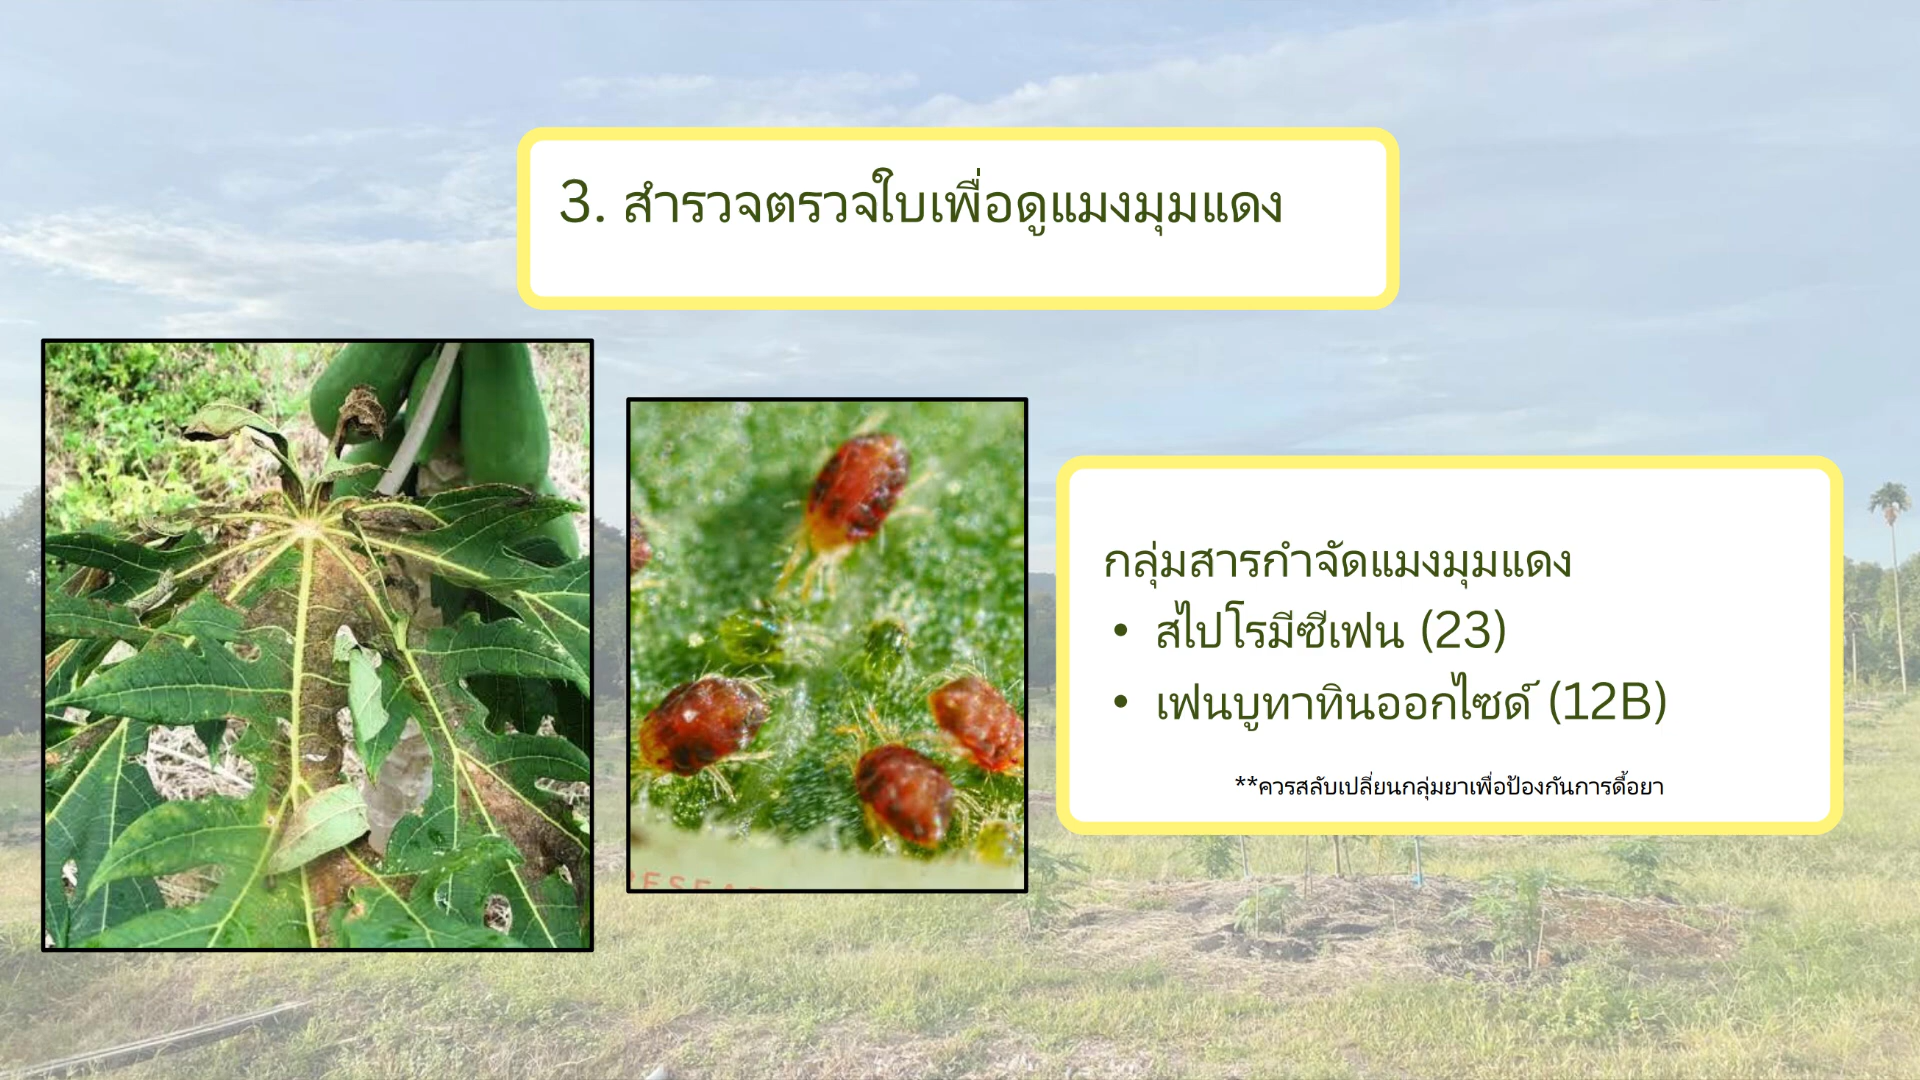 3. สำรวจตรวจใบเพื่อดูแมงมุมแดง
กลุ่มสารกำจัดแมงมุมแดง
• สไปโรมีซีเฟน (23)
• เฟนบูทาทินออกไซด์ (12B)
**ควรสลับเปลี่ยนกลุ่มยาเพื่อป้องกันการดื้อยา